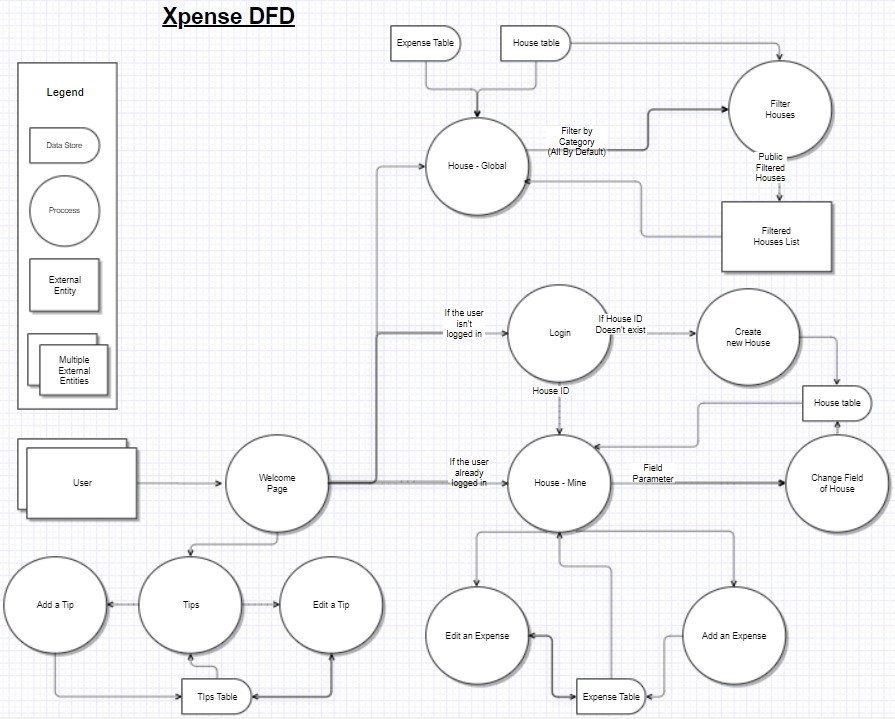 Xpense DFD
Legend
Data Store
Proccess
External
Entity
Multiple
External
Entities
Expense Table
House table
Filter
Houses
House - Global
Filter by
Category
(All By Default)
Public
Filtered
Houses
Filtered
Houses List
If the user
isn't
logged in
Login
If House ID
Doesn't exist
Create
new House
House ID
House table
User
Welcome
Page
If the user
already
logged in
House - Mine
Field
Parameter
Change Field
of House
Add a Tip
Tips
Edit a Tip
TIps Table
Edit an Expense
Add an Expense
Expense Table